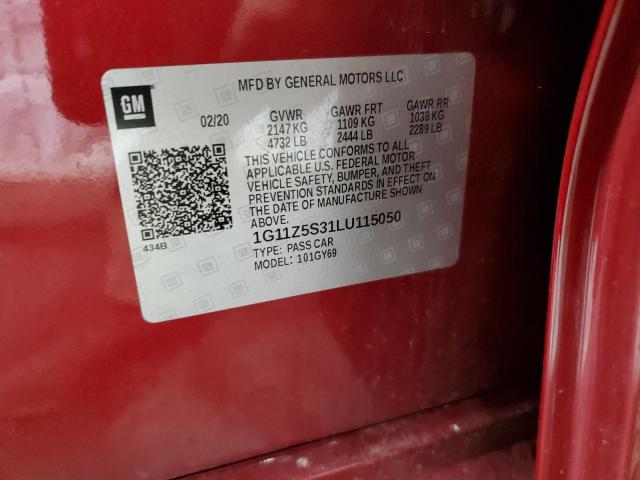 MFD BY GENERAL MOTORS LLC
GM
02/20 GVWR GAWR FRT GAWR RR
2147 KG 1109 KG 1038 KG
4732 LB 2444 LB 2289 LB
THIS VEHICLE CONFORMS TO ALL
APPLICABLE U.S. FEDERAL MOTOR
VEHICLE SAFETY, BUMPER, AND THEFT
PREVENTION STANDARDS IN EFFECT ON
THE DATE OF MANUFACTURE SHOWN
ABOVE.
434B
1G11Z5S31LU115050
TYPE: PASS CAR
MODEL: 101GY69